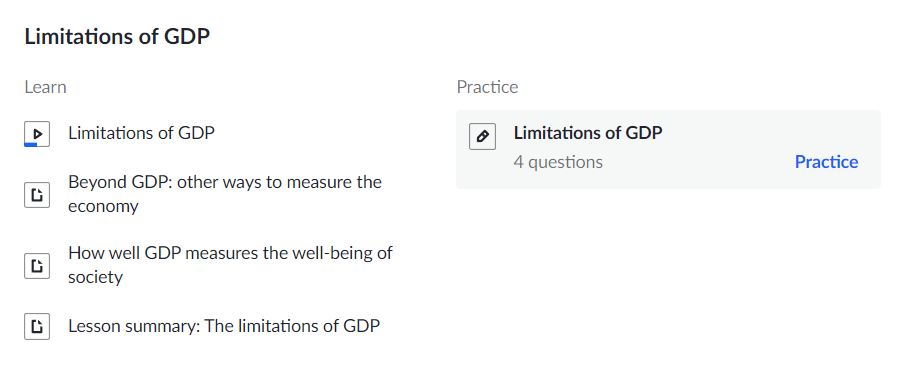 Limitations of GDP
Learn
Limitations of GDP
Beyond GDP: other ways to measure the
economy
How well GDP measures the well-being of
society
Lesson summary: The limitations of GDP
Practice
Limitations of GDP
4 questions
Practice